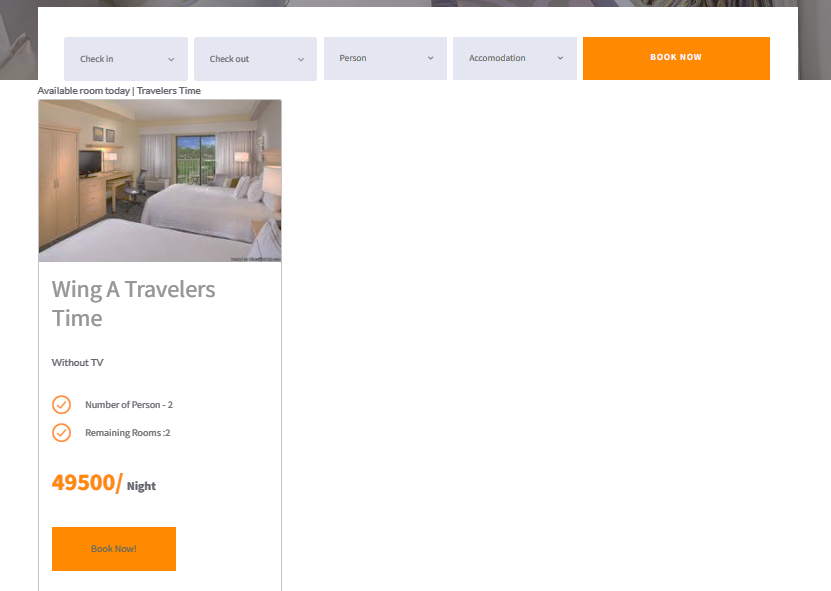 Check in
Check out
Person
Accomodation
BOOK NOW
Available room today | Travelers Time
Wing A Travelers
Time
Without TV
Number of Person - 2
Remaining Rooms :2
49500/ Night
Book Now!